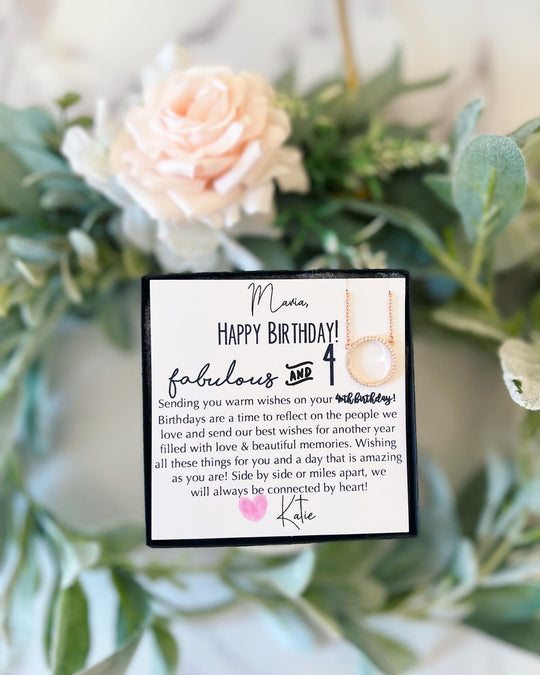 Maria,
HAPPY BIRTHDAY!
fabulous AND 4
Sending you warm wishes on your 40th birthday!
Birthdays are a time to reflect on the people we
love and send our best wishes for another year
filled with love & beautiful memories. Wishing
all these things for you and a day that is amazing
as you are! Side by side or miles apart, we
will always be connected by heart!
Katie